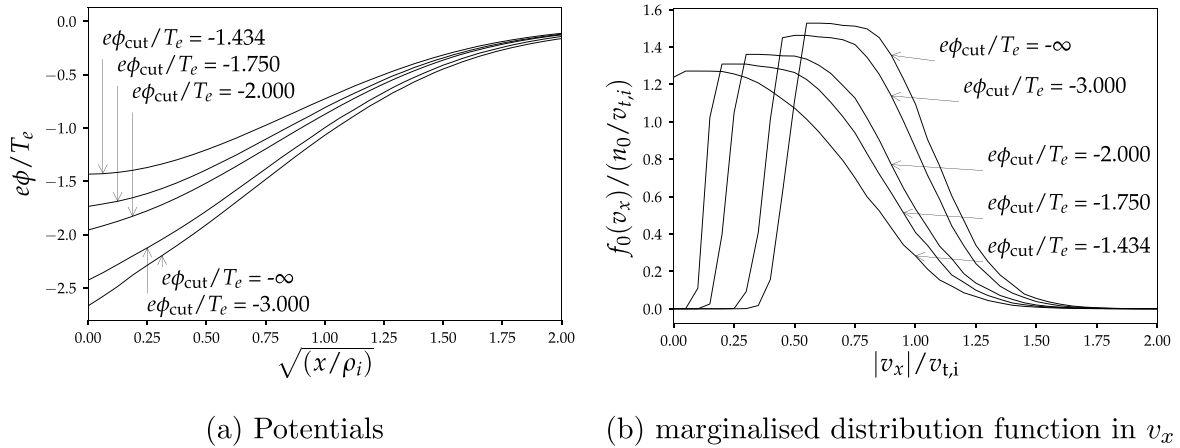 0.0
−0.5
−1.0
−1.5
−2.0
−2.5
eϕ/T_e
eϕ_cut/T_e = -1.434
eϕ_cut/T_e = -1.750
eϕ_cut/T_e = -2.000
eϕ_cut/T_e = -∞
eϕ_cut/T_e = -3.000
0.00 0.25 0.50 0.75 1.00 1.25 1.50 1.75 2.00
√(x/ρ_i)
(a) Potentials
1.6
1.4
1.2
1.0
0.8
0.6
0.4
0.2
0.0
f_0(v_x)/(n_0/v_t,i)
eϕ_cut/T_e = -∞
eϕ_cut/T_e = -3.000
eϕ_cut/T_e = -2.000
eϕ_cut/T_e = -1.750
eϕ_cut/T_e = -1.434
0.00 0.25 0.50 0.75 1.00 1.25 1.50 1.75 2.00
|v_x|/v_t,i
(b) marginalised distribution function in v_x